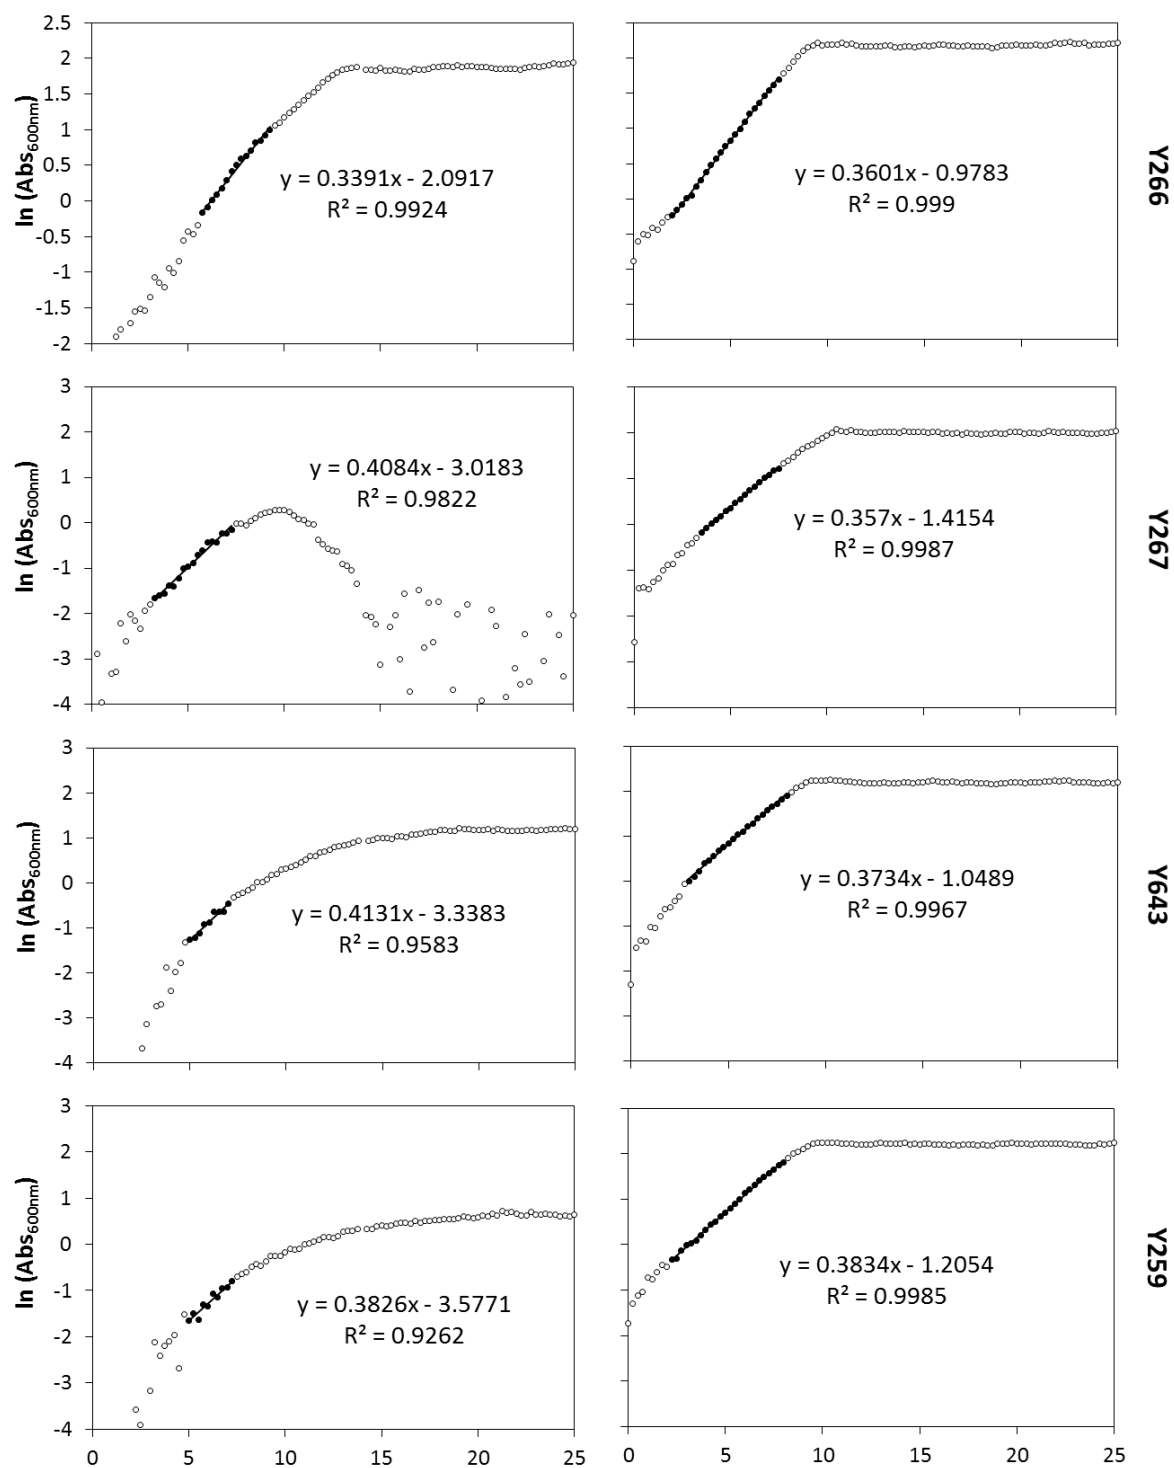 2.5
2
1.5
1
0.5
0
-0.5
-1
-1.5
-2
ln (Abs600nm)
y = 0.3391x - 2.0917
R² = 0.9924
y = 0.3601x - 0.9783
R² = 0.999
Y266
3
2
1
0
-1
-2
-3
-4
ln (Abs600nm)
y = 0.4084x - 3.0183
R² = 0.9822
y = 0.357x - 1.4154
R² = 0.9987
Y267
3
2
1
0
-1
-2
-3
-4
ln (Abs600nm)
y = 0.4131x - 3.3383
R² = 0.9583
y = 0.3734x - 1.0489
R² = 0.9967
Y643
3
2
1
0
-1
-2
-3
-4
ln (Abs600nm)
y = 0.3826x - 3.5771
R² = 0.9262
y = 0.3834x - 1.2054
R² = 0.9985
Y259
0 5 10 15 20 25
0 5 10 15 20 25